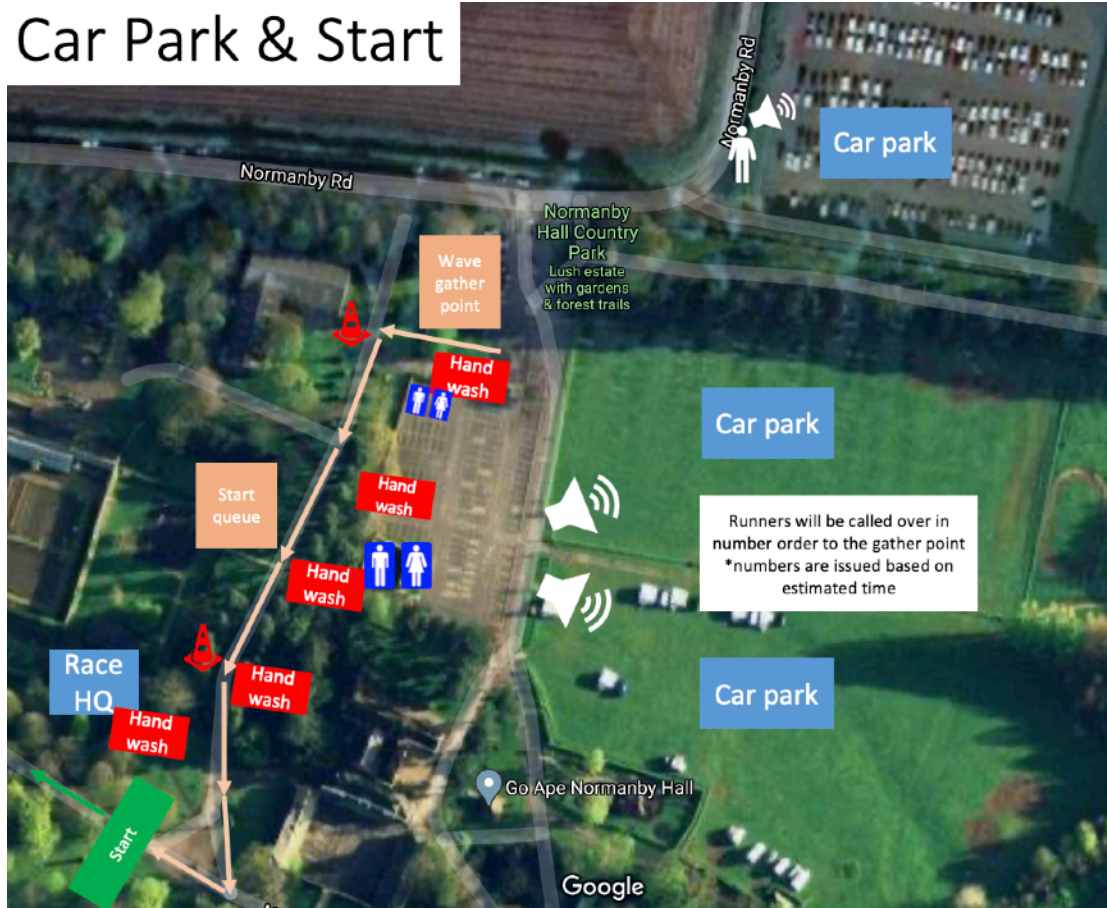 Car Park & Start
Normanby Rd
Normanby Rd
Car park
Normanby
Hall Country
Park
Lush estate
with gardens
& forest trails
Wave
gather
point
Hand
wash
Car park
Start
queue
Hand
wash
Runners will be called over in
number order to the gather point
*numbers are issued based on
estimated time
Hand
wash
Race
HQ
Hand
wash
Car park
Hand
wash
Go Ape Normanby Hall
Start
Google